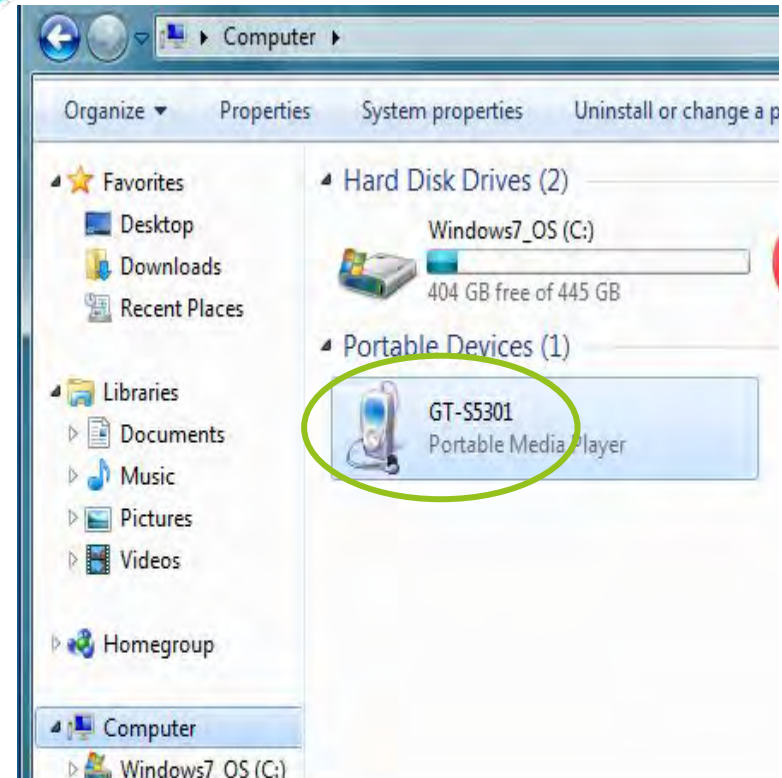 Computer
Organize Properties System properties Uninstall or change a p
Favorites
Desktop
Downloads
Recent Places
Libraries
Documents
Music
Pictures
Videos
Homegroup
Computer
Windows7_OS (C:)
Hard Disk Drives (2)
Windows7_OS (C:)
404 GB free of 445 GB
Portable Devices (1)
GT-S5301
Portable Media Player